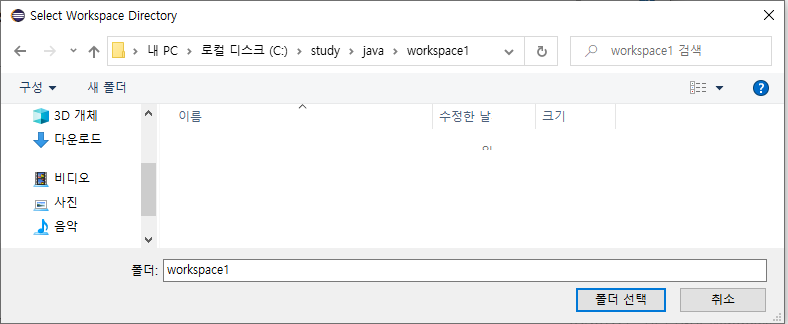 Select Workspace Directory
내 PC 로컬 디스크 (C:) study java workspace1
workspace1 검색
구성 새 폴더
이름 수정한 날 크기
3D 개체
다운로드
비디오
사진
음악
폴더: workspace1
폴더 선택 취소